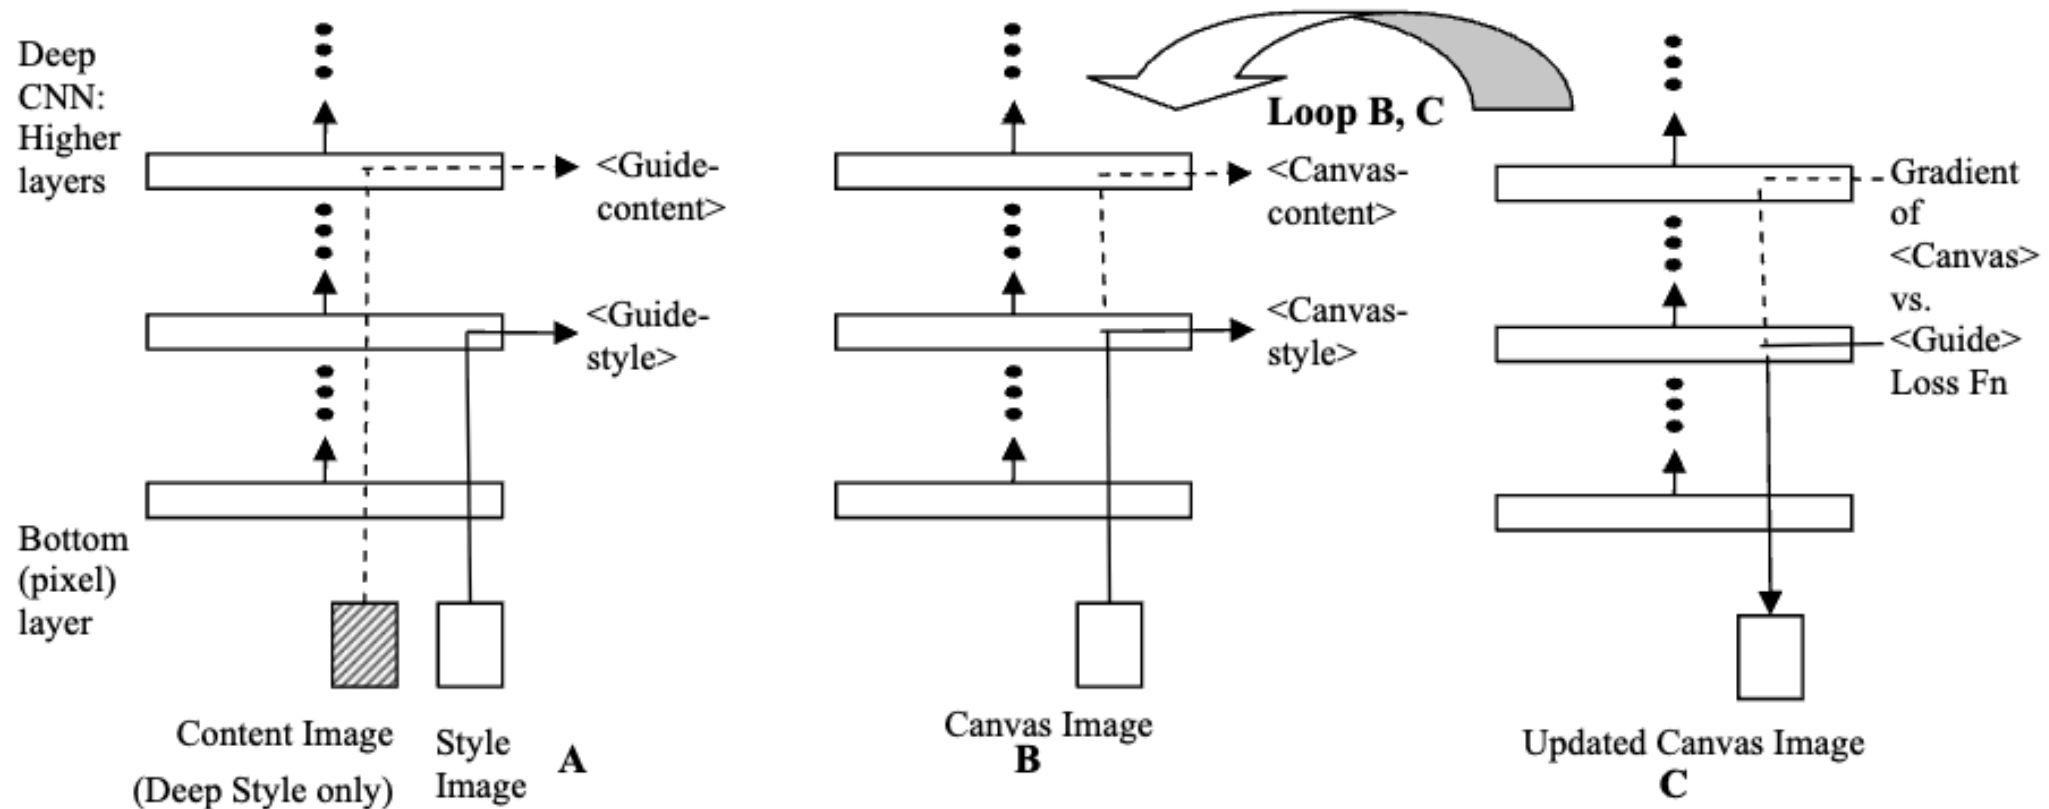 Deep
CNN:
Higher
layers
<Guide-
content>
<Guide-
style>
Bottom
(pixel)
layer
Content Image
(Deep Style only)
Style
Image
A
Loop B, C
<Canvas-
content>
<Canvas-
style>
Canvas Image
B
Gradient
of
<Canvas>
vs.
<Guide>
Loss Fn
Updated Canvas Image
C